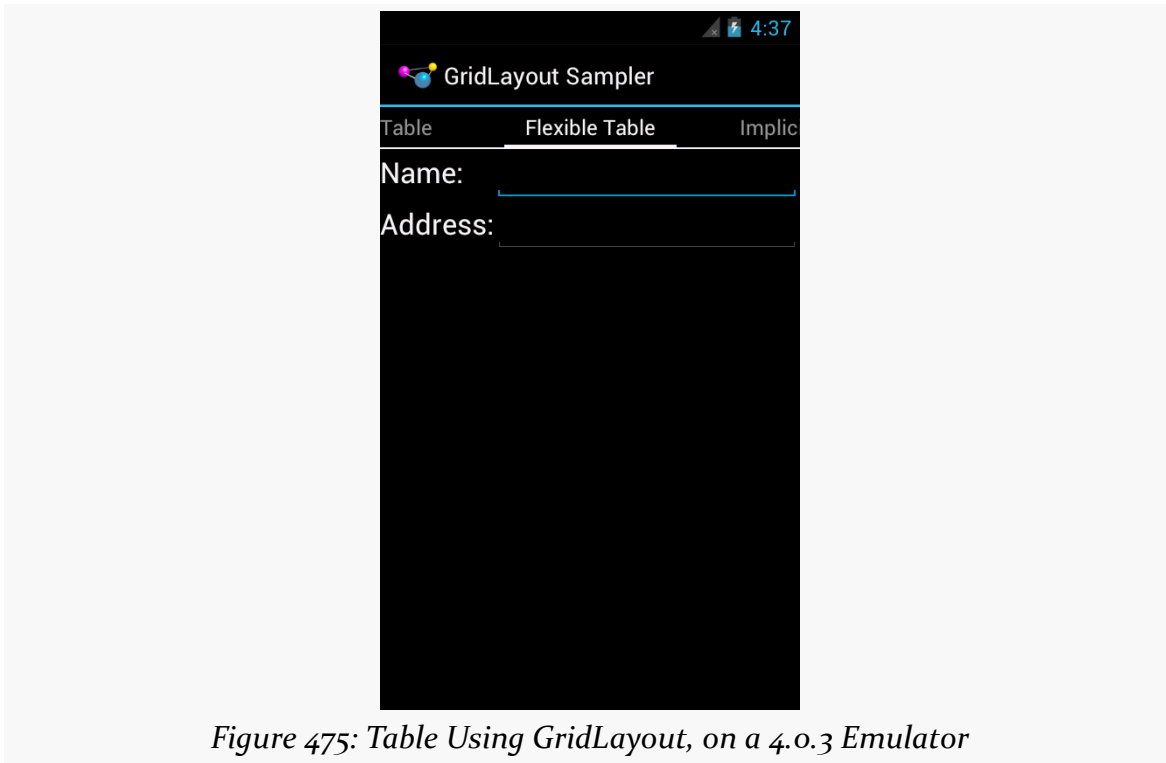 4:37
GridLayout Sampler
Table Flexible Table Implici
Name:
Address:
Figure 475: Table Using GridLayout, on a 4.0.3 Emulator